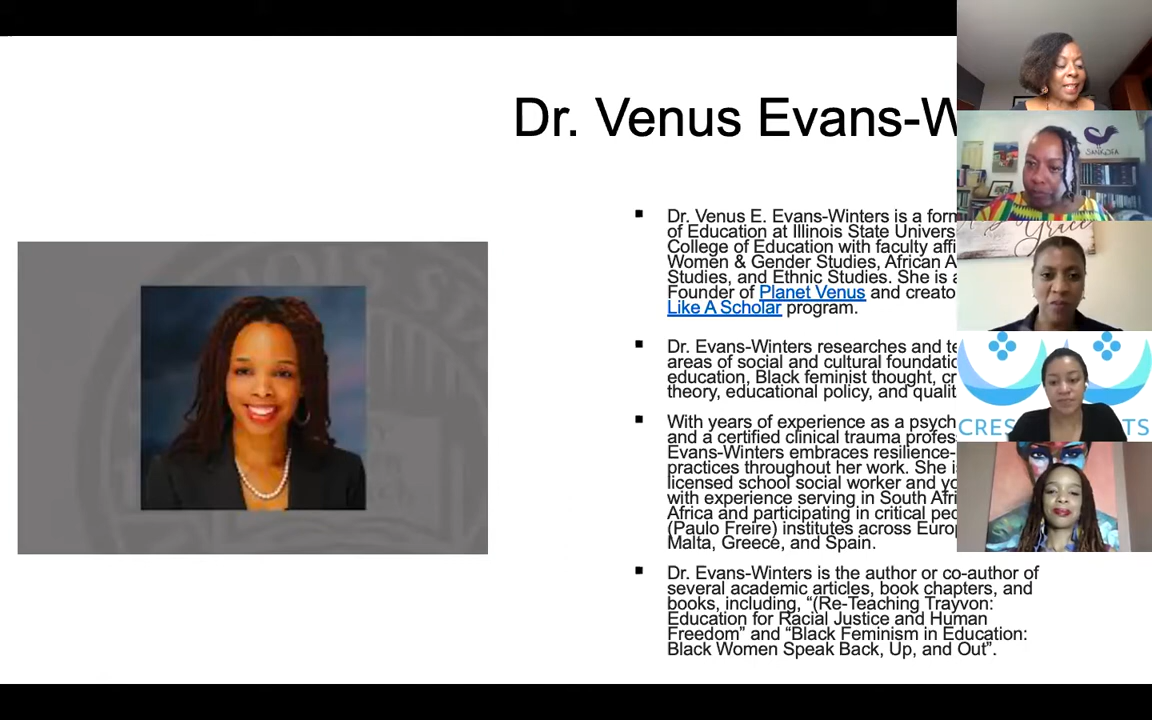 Dr. Venus Evans-W
Dr. Venus E. Evans-Winters is a form
of Education at Illinois State Univers
College of Education with faculty affi
Women & Gender Studies, African A
Studies, and Ethnic Studies. She is a
Founder of Planet Venus and creato
Like A Scholar program.
Dr. Evans-Winters researches and te
areas of social and cultural foundatio
education, Black feminist thought, cr
theory, educational policy, and qualit
With years of experience as a psych
and a certified clinical trauma profes
Evans-Winters embraces resilience-
practices throughout her work. She is
licensed school social worker and yo
with experience serving in South Afri
Africa and participating in critical ped
(Paulo Freire) institutes across Europ
Malta, Greece, and Spain.
Dr. Evans-Winters is the author or co-author of
several academic articles, book chapters, and
books, including, “(Re-Teaching Trayvon:
Education for Racial Justice and Human
Freedom” and “Black Feminism in Education:
Black Women Speak Back, Up, and Out”.
SANKOFA
Grace
CRES
TS